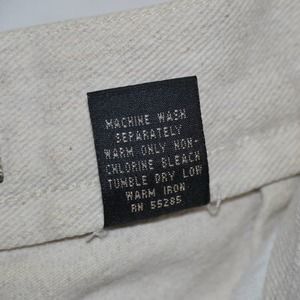 MACHINE WASH
SEPARATELY
WARM ONLY NON-
CHLORINE BLEACH
TUMBLE DRY LOW
WARM IRON
RN 55285